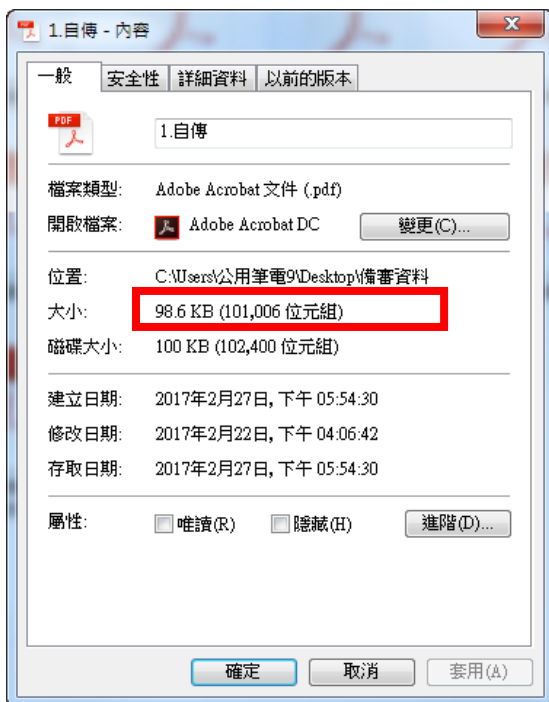 1.自傳 - 內容
一般 安全性 詳細資料 以前的版本
PDF
1.自傳
檔案類型: Adobe Acrobat 文件 (.pdf)
開啟檔案: Adobe Acrobat DC 變更(C)...
位置: C:\Users\公用筆電9\Desktop\備審資料
大小: 98.6 KB (101,006 位元組)
磁碟大小: 100 KB (102,400 位元組)
建立日期: 2017年2月27日, 下午 05:54:30
修改日期: 2017年2月22日, 下午 04:06:42
存取日期: 2017年2月27日, 下午 05:54:30
屬性: 唯讀(R) 隱藏(H) 進階(D)...
確定 取消 套用(A)